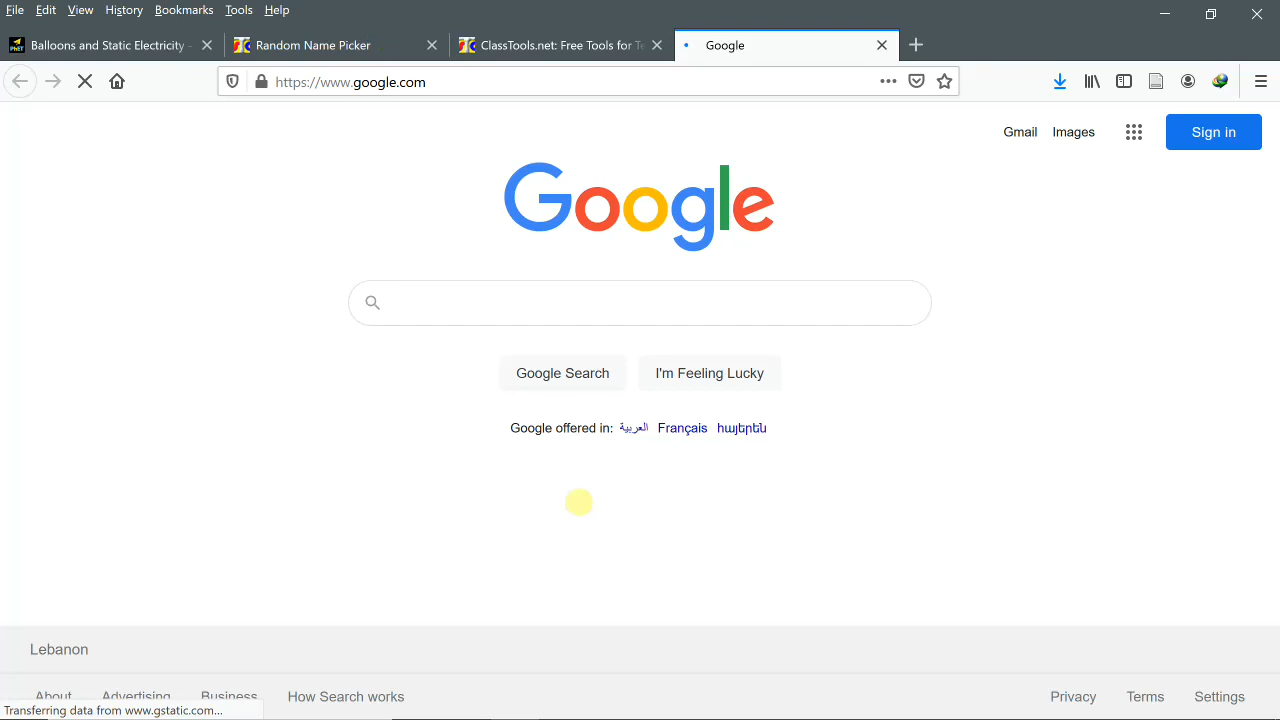 File Edit View History Bookmarks Tools Help
Balloons and Static Electricity - Random Name Picker ClassTools.net: Free Tools for Te Google
https://www.google.com
Gmail Images Sign in
Google
Google Search I'm Feeling Lucky
Google offered in: العربية Français հայերեն
Lebanon
About Advertising Business How Search works Privacy Terms Settings
Transferring data from www.gstatic.com...